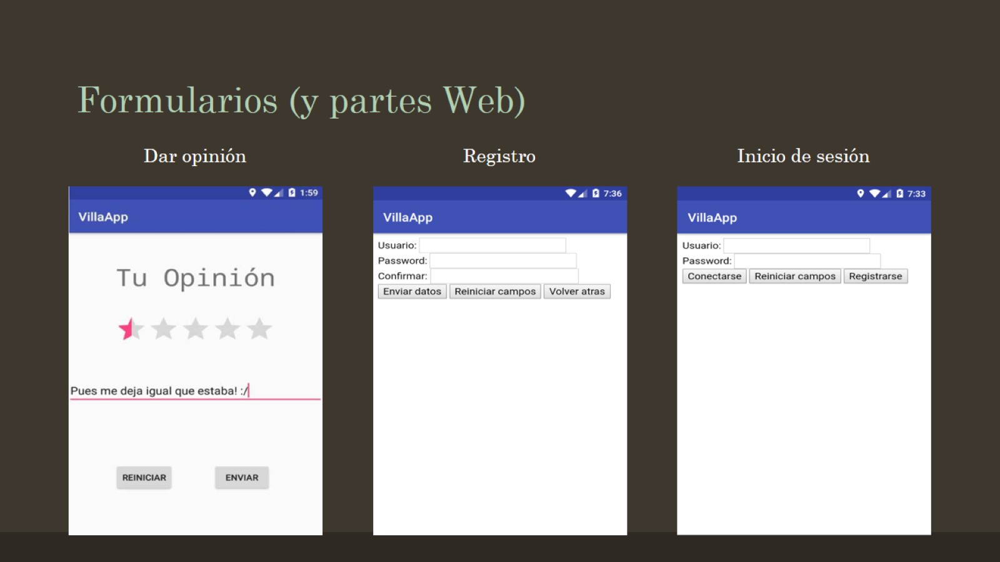 Formularios (y partes Web)
Dar opinión
Registro
Inicio de sesión
1:59
VillaApp
Tu Opinión
Pues me deja igual que estaba! :/
REINICIAR
ENVIAR
7:36
VillaApp
Usuario:
Password:
Confirmar:
Enviar datos Reiniciar campos Volver atras
7:33
VillaApp
Usuario:
Password:
Conectarse Reiniciar campos Registrarse